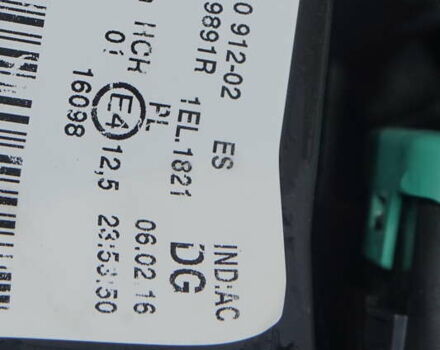 0 912-02 ES IND:AC
9891R 1EL.1821 DG
HCR PL 06.02.16
01 E4 12,5 23:53:50
16098